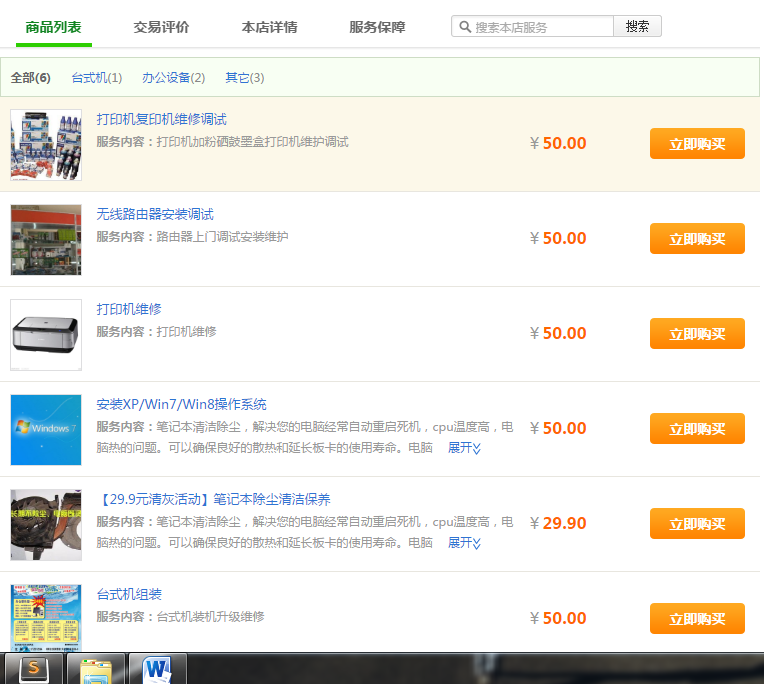 商品列表 交易评价 本店详情 服务保障 搜索本店服务 搜索
全部(6) 台式机(1) 办公设备(2) 其它(3)
打印机复印机维修调试
服务内容：打印机加粉硒鼓墨盒打印机维护调试
¥ 50.00 立即购买
无线路由器安装调试
服务内容：路由器上门调试安装维护
¥ 50.00 立即购买
打印机维修
服务内容：打印机维修
¥ 50.00 立即购买
Windows 7
安装XP/Win7/Win8操作系统
服务内容：笔记本清洁除尘，解决您的电脑经常自动重启死机，cpu温度高，电
脑热的问题。可以确保良好的散热和延长板卡的使用寿命。电脑 展开
¥ 50.00 立即购买
【29.9元清灰活动】笔记本除尘清洁保养
服务内容：笔记本清洁除尘，解决您的电脑经常自动重启死机，cpu温度高，电
脑热的问题。可以确保良好的散热和延长板卡的使用寿命。电脑 展开
¥ 29.90 立即购买
台式机组装
服务内容：台式机装机升级维修
¥ 50.00 立即购买
S W